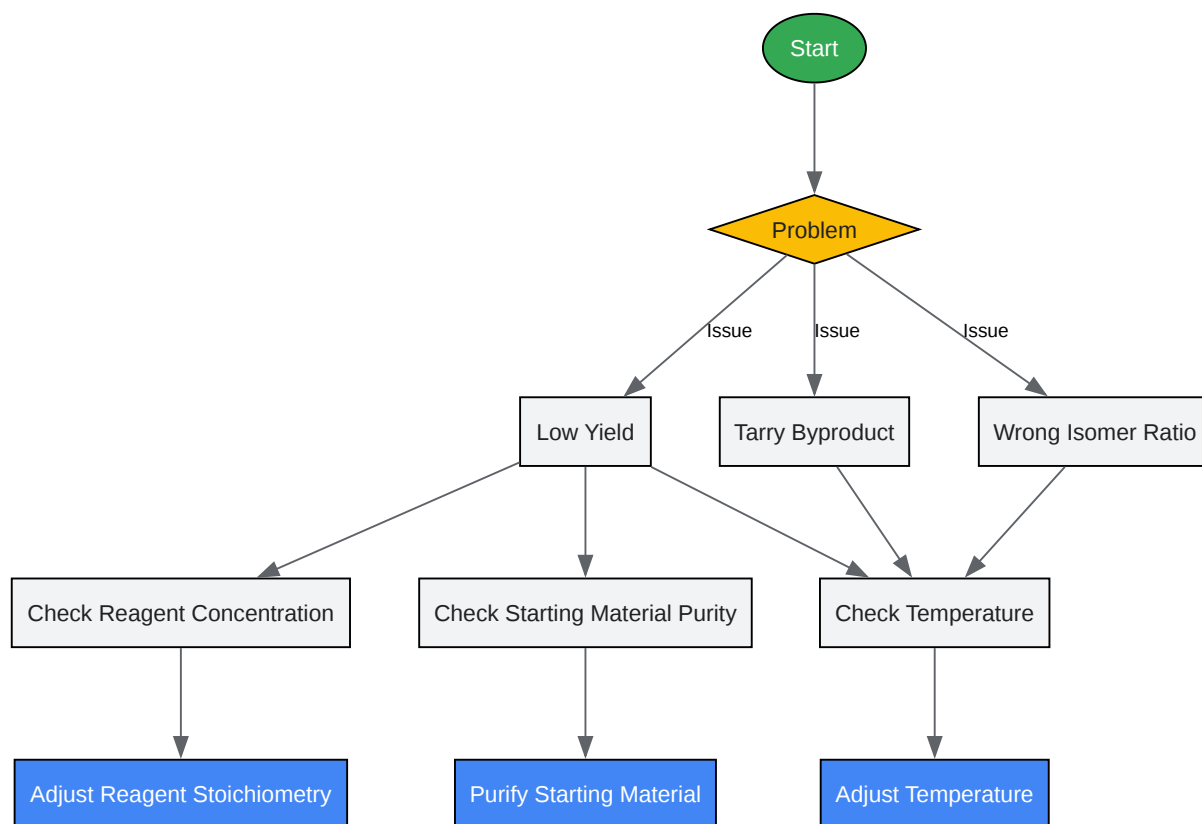 Start
Problem
Issue
Issue
Issue
Low Yield
Tarry Byproduct
Wrong Isomer Ratio
Check Reagent Concentration
Check Starting Material Purity
Check Temperature
Adjust Reagent Stoichiometry
Purify Starting Material
Adjust Temperature